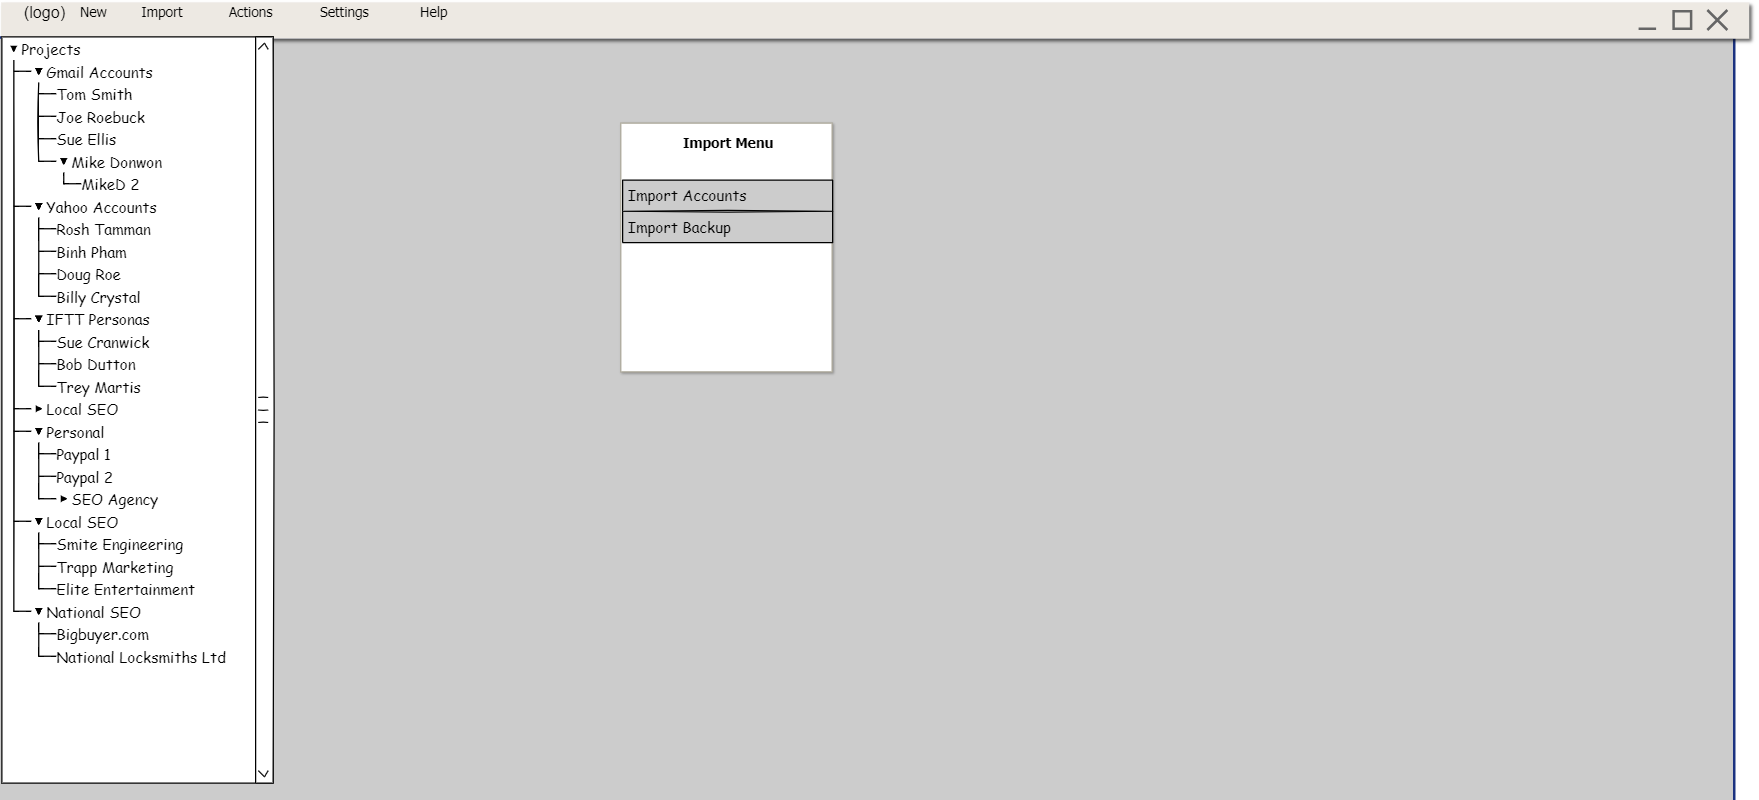 (logo) New Import Actions Settings Help
Projects
Gmail Accounts
Tom Smith
Joe Roebuck
Sue Ellis
Mike Donwon
MikeD 2
Yahoo Accounts
Rosh Tamman
Binh Pham
Doug Roe
Billy Crystal
IFTT Personas
Sue Cranwick
Bob Dutton
Trey Martis
Local SEO
Personal
Paypal 1
Paypal 2
SEO Agency
Local SEO
Smite Engineering
Trapp Marketing
Elite Entertainment
National SEO
Bigbuyer.com
National Locksmiths Ltd
Import Menu
Import Accounts
Import Backup